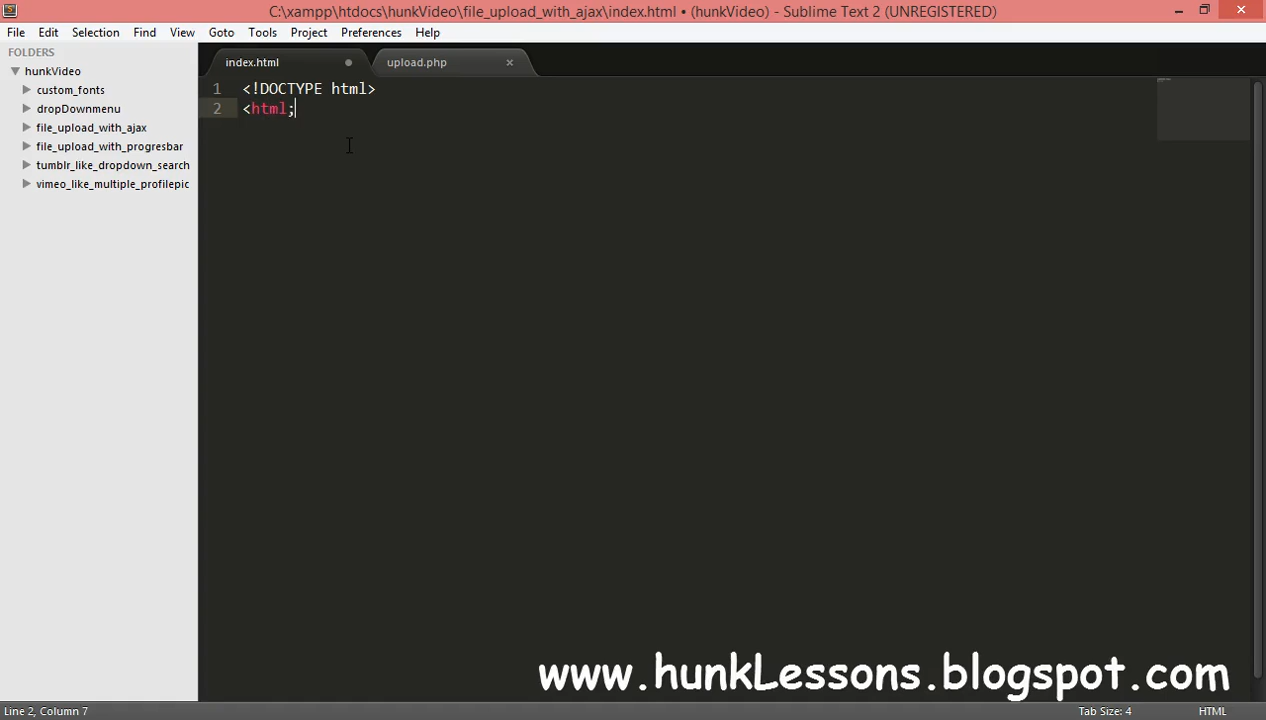 C:\xampp\htdocs\hunkVideo\file_upload_with_ajax\index.html • (hunkVideo) - Sublime Text 2 (UNREGISTERED)
File Edit Selection Find View Goto Tools Project Preferences Help
FOLDERS
hunkVideo
custom_fonts
dropDownmenu
file_upload_with_ajax
file_upload_with_progresbar
tumblr_like_dropdown_search
vimeo_like_multiple_profilepic
index.html upload.php
1 <!DOCTYPE html>
2 <html;
www.hunkLessons.blogspot.com
Line 2, Column 7 Tab Size: 4 HTML